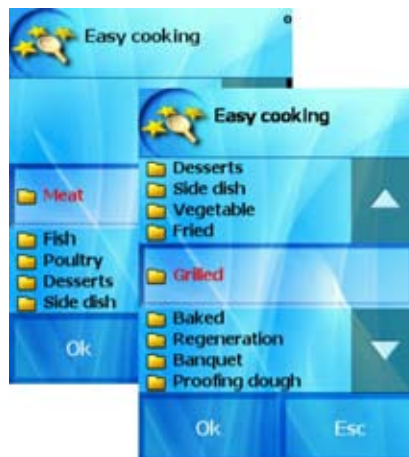 Easy cooking
Meat
Fish
Poultry
Desserts
Side dish
Ok
Easy cooking
Desserts
Side dish
Vegetable
Fried
Grilled
Baked
Regeneration
Banquet
Proofing dough
Ok
Esc